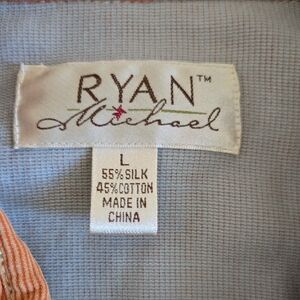 RYAN™
Michael
L
55%SILK
45%COTTON
MADE IN
CHINA